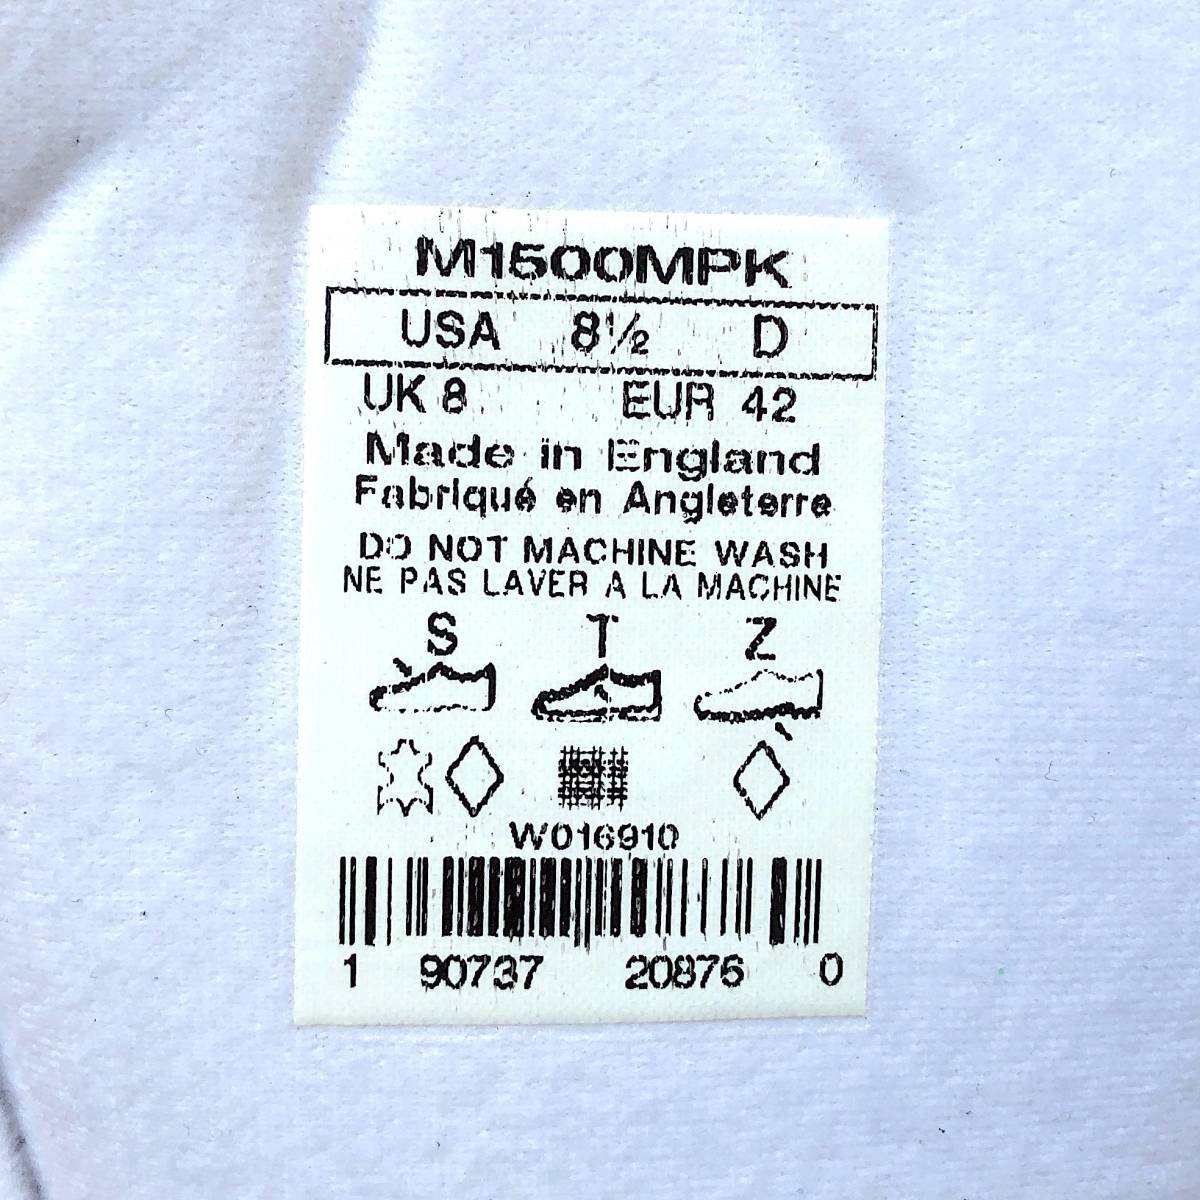 M1500MPK
USA 8½ D
UK 8 EUR 42
Made in England
Fabriqué en Angleterre
DO NOT MACHINE WASH
NE PAS LAVER A LA MACHINE
S T Z
W016910
1 90737 20876 0